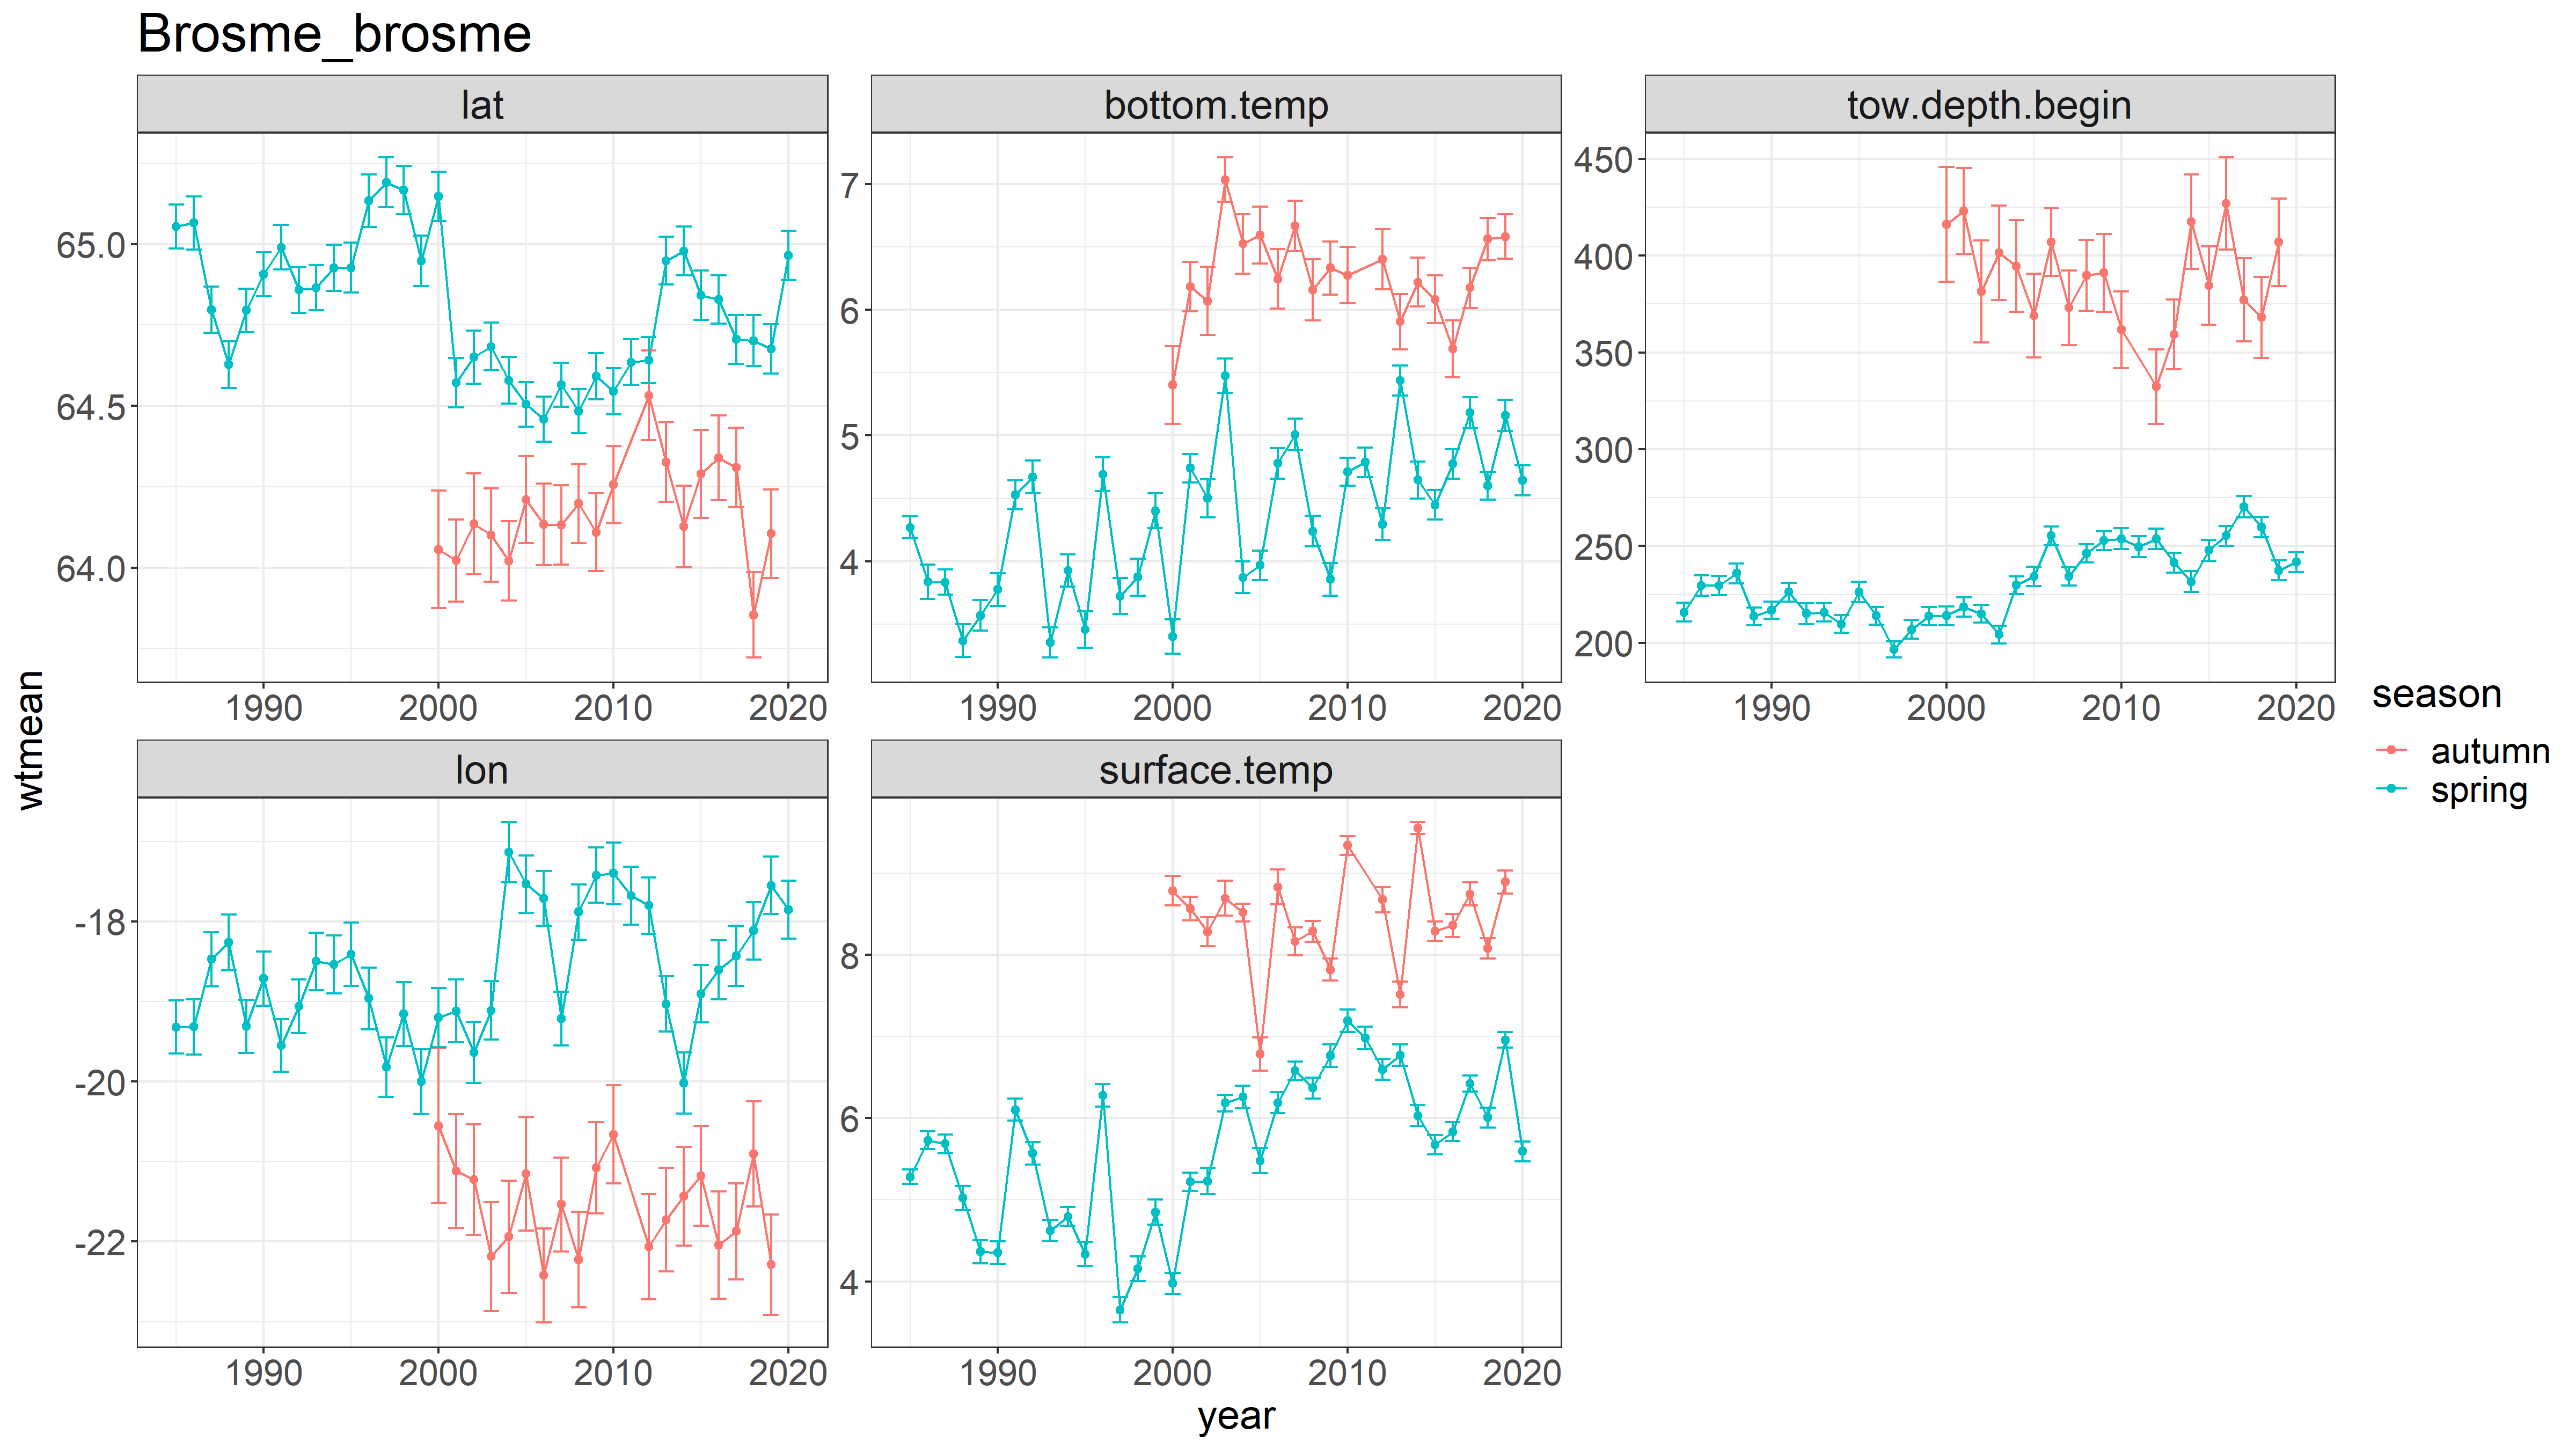 Brosme_brosme
lat
bottom.temp
tow.depth.begin
65.0
64.5
64.0
7
6
5
4
450
400
350
300
250
200
1990 2000 2010 2020
1990 2000 2010 2020
1990 2000 2010 2020
wtmean
season
autumn
spring
lon
surface.temp
-18
-20
-22
8
6
4
1990 2000 2010 2020
1990 2000 2010 2020
year